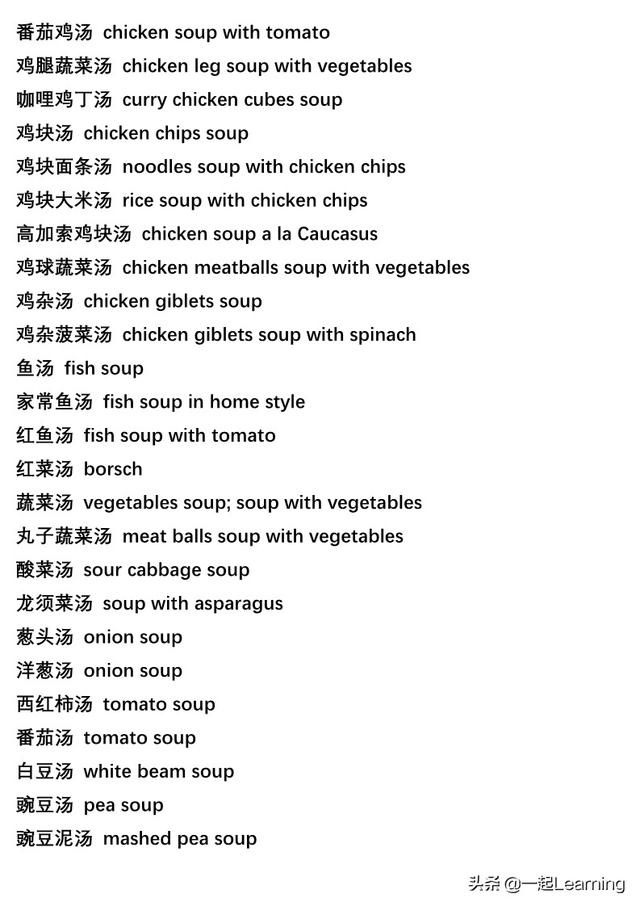 番茄鸡汤 chicken soup with tomato
鸡腿蔬菜汤 chicken leg soup with vegetables
咖哩鸡丁汤 curry chicken cubes soup
鸡块汤 chicken chips soup
鸡块面条汤 noodles soup with chicken chips
鸡块大米汤 rice soup with chicken chips
高加索鸡块汤 chicken soup a la Caucasus
鸡球蔬菜汤 chicken meatballs soup with vegetables
鸡杂汤 chicken giblets soup
鸡杂菠菜汤 chicken giblets soup with spinach
鱼汤 fish soup
家常鱼汤 fish soup in home style
红鱼汤 fish soup with tomato
红菜汤 borsch
蔬菜汤 vegetables soup; soup with vegetables
丸子蔬菜汤 meat balls soup with vegetables
酸菜汤 sour cabbage soup
龙须菜汤 soup with asparagus
葱头汤 onion soup
洋葱汤 onion soup
西红柿汤 tomato soup
番茄汤 tomato soup
白豆汤 white beam soup
豌豆汤 pea soup
豌豆泥汤 mashed pea soup
头条 @一起Learning